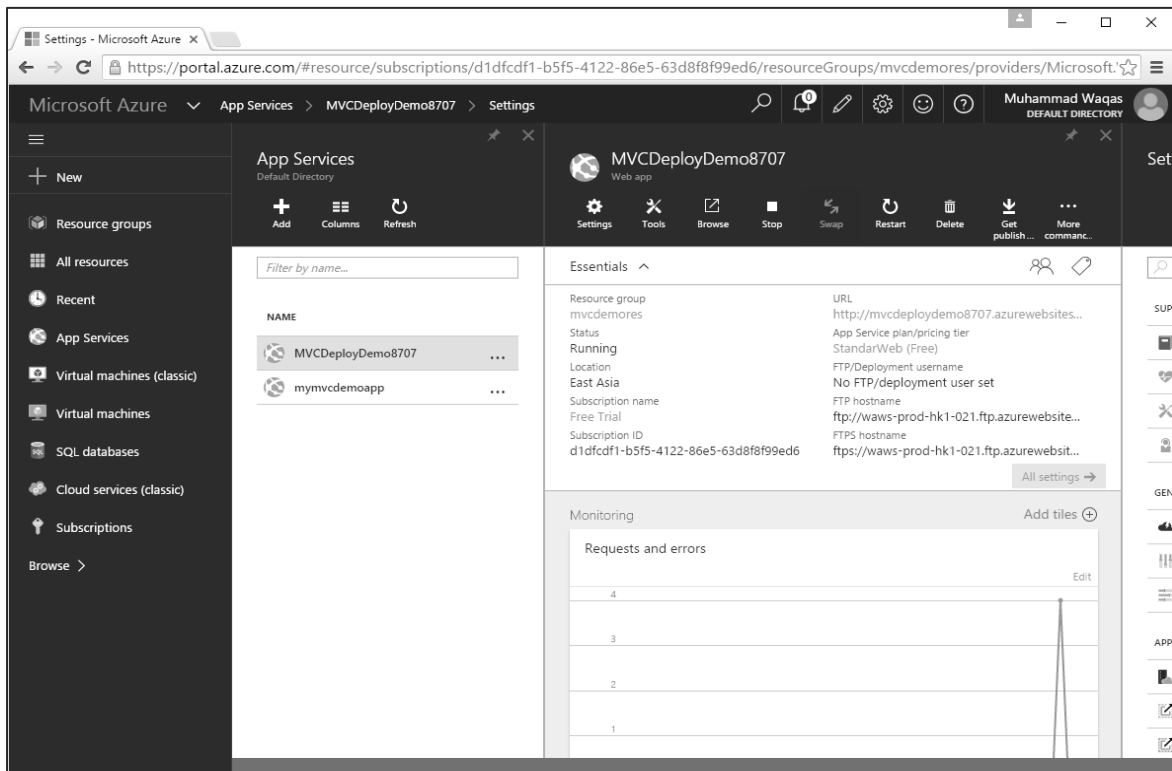 Settings - Microsoft Azure
https://portal.azure.com/#resource/subscriptions/d1dfcdf1-b5f5-4122-86e5-63d8f8f99ed6/resourceGroups/mvcdemores/providers/Microsoft.
Microsoft Azure App Services > MVCDeployDemo8707 > Settings
0
Muhammad Waqas
DEFAULT DIRECTORY
New
Resource groups
All resources
Recent
App Services
Virtual machines (classic)
Virtual machines
SQL databases
Cloud services (classic)
Subscriptions
Browse >
App Services
Default Directory
Add Columns Refresh
Filter by name...
NAME
MVCDeployDemo8707 ...
mymvcdemoapp ...
MVCDeployDemo8707
Web app
Settings Tools Browse Stop Swap Restart Delete Get publish ... More commanc...
Essentials
Resource group
mvcdemores
Status
Running
Location
East Asia
Subscription name
Free Trial
Subscription ID
d1dfcdf1-b5f5-4122-86e5-63d8f8f99ed6
URL
http://mvcdeploydemo8707.azurewebsites...
App Service plan/pricing tier
StandarWeb (Free)
FTP/Deployment username
No FTP/deployment user set
FTP hostname
ftp://waws-prod-hk1-021.ftp.azurewebsite...
FTPS hostname
ftps://waws-prod-hk1-021.ftp.azurewebsit...
All settings →
Monitoring
Add tiles
Requests and errors
Edit
4
3
2
1
Set
SUP
GEN
APP